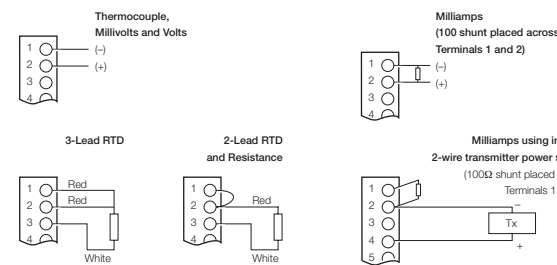 Thermocouple,
Millivolts and Volts
1 (–)
2 (+)
3
4
Milliamps
(100 shunt placed across
Terminals 1 and 2)
1 (–)
2 (+)
3
4
3-Lead RTD
1 Red
2 Red
3
4
White
2-Lead RTD
and Resistance
1
2 Red
3
4
White
Milliamps using
2-wire transmitter power
(100Ω shunt placed
Terminals 1
1
2 –
3 Tx
4 +
5